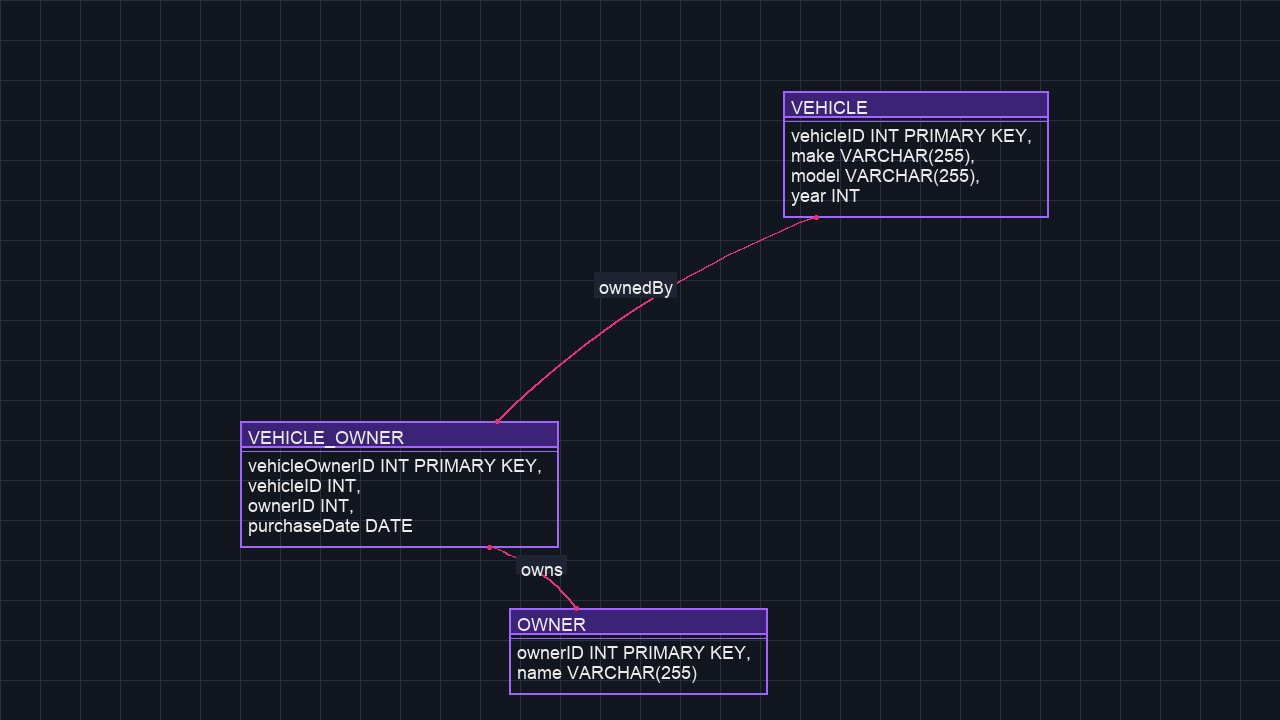 VEHICLE
vehicleID INT PRIMARY KEY,
make VARCHAR(255),
model VARCHAR(255),
year INT
ownedBy
VEHICLE_OWNER
vehicleOwnerID INT PRIMARY KEY,
vehicleID INT,
ownerID INT,
purchaseDate DATE
owns
OWNER
ownerID INT PRIMARY KEY,
name VARCHAR(255)